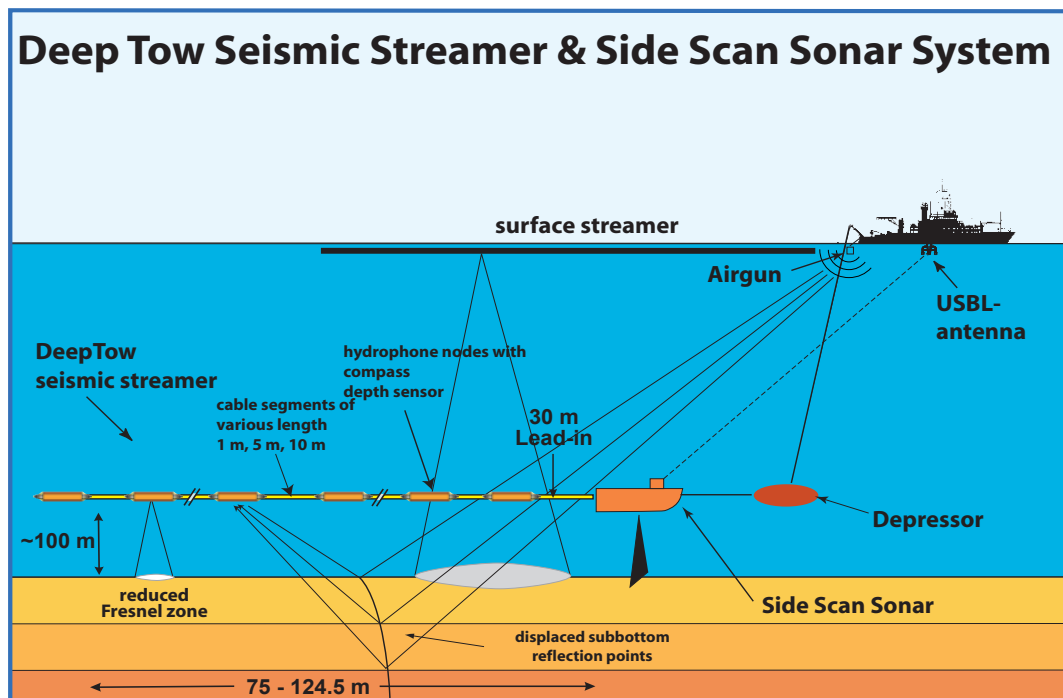 Deep Tow Seismic Streamer & Side Scan Sonar System
surface streamer
Airgun
USBL-
antenna
DeepTow
seismic streamer
hydrophone nodes with
compass
depth sensor
cable segments of
various length
1 m, 5 m, 10 m
30 m
Lead-in
~100 m
Depressor
reduced
Fresnel zone
Side Scan Sonar
displaced subbottom
reflection points
75 - 124.5 m